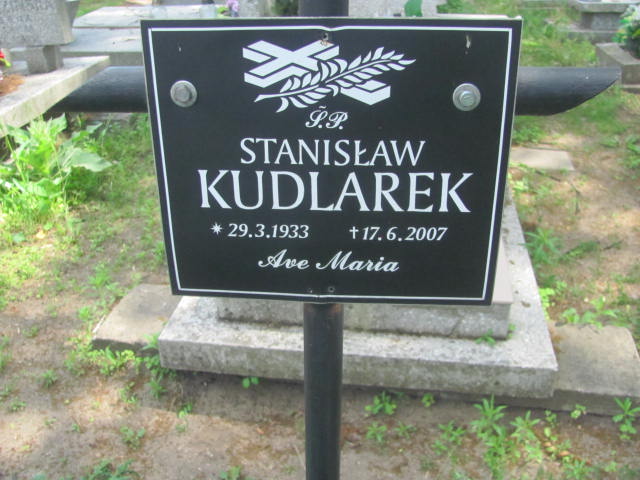 Ś.P.
STANISŁAW
KUDLAREK
* 29.3.1933 †17.6.2007
Ave Maria